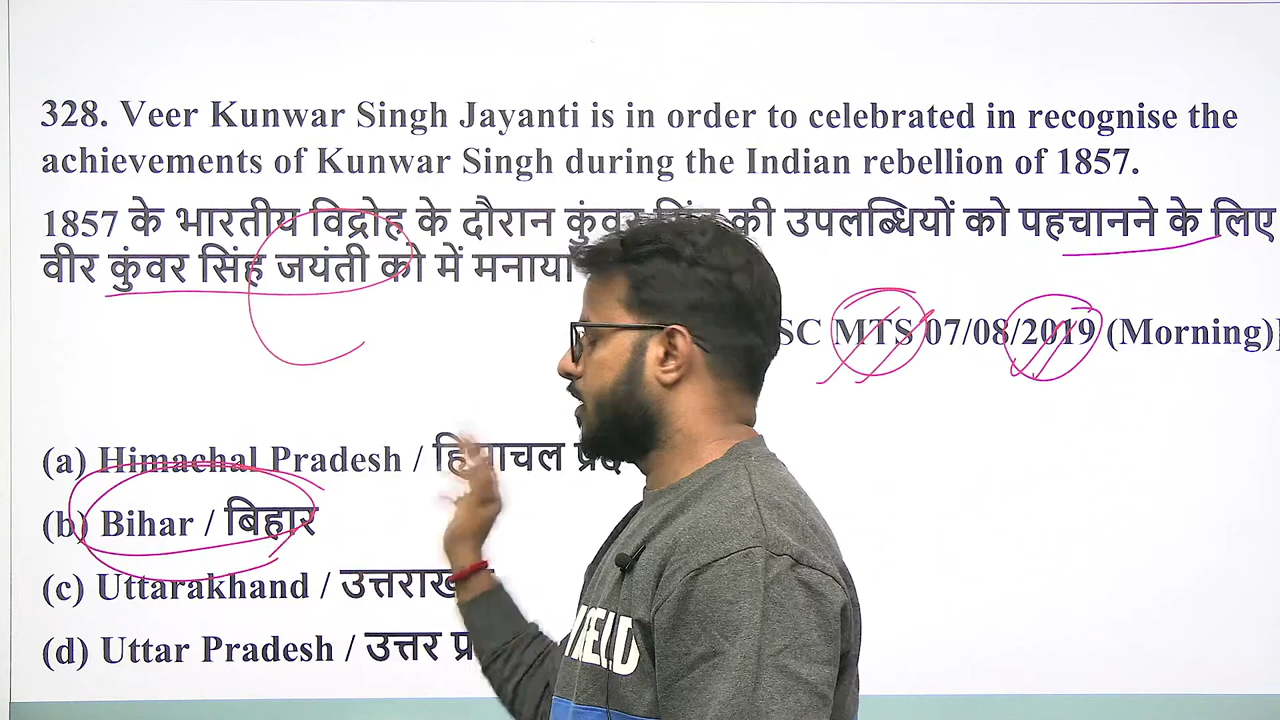 328. Veer Kunwar Singh Jayanti is in order to celebrated in recognise the
achievements of Kunwar Singh during the Indian rebellion of 1857.
1857 के भारतीय विद्रोह के दौरान कुंवर सिंह की उपलब्धियों को पहचानने के लिए
वीर कुंवर सिंह जयंती को में मनाया
SC MTS 07/08/2019 (Morning)]
(a) Himachal Pradesh / हिमाचल
(b) Bihar / बिहार
(c) Uttarakhand /
(d) Uttar Pradesh / उत्तर